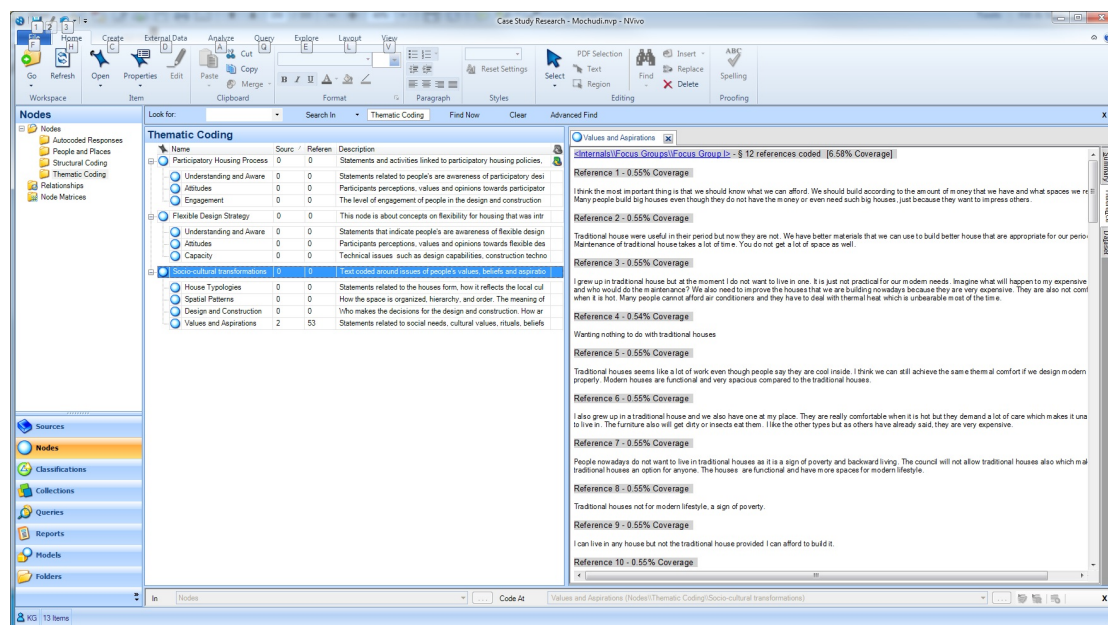 Case Study Research - Mochudi.nvp - NVivo
1 2 3
File Home Create External Data Analyze Query Explore Layout View
F H C D A Q E L V
Go Refresh Open Properties Edit Paste Cut Copy Merge
B I U A
Reset Settings
Select PDF Selection Text Region Find Insert Replace Delete
ABC Spelling
Workspace Item Clipboard Format Paragraph Styles Editing Proofing
Nodes
Look for: Search In Thematic Coding Find Now Clear Advanced Find X
Nodes
Autocoded Responses
People and Places
Structural Coding
Thematic Coding
Relationships
Node Matrices
Sources
Nodes
Classifications
Collections
Queries
Reports
Models
Folders
Thematic Coding
Name Sourc Referen Description
Participatory Housing Process 0 0 Statements and activities linked to participatory housing policies,
Understanding and Aware 0 0 Statements related to people's are awareness of participatory desi
Attitudes 0 0 Participants perceptions, values and opinions towards participator
Engagement 0 0 The level of engagement of people in the design and construction
Flexible Design Strategy 0 0 This node is about concepts on flexibility for housing that was intr
Understanding and Aware 0 0 Statements that indicate people's are awareness of flexible design
Attitudes 0 0 Participants perceptions, values and opinions towards flexible des
Capacity 0 0 Technical issues such as design capabilities, construction techno
Socio-cultural transformations 0 0 Text coded around issues of people's values, beliefs and aspiratio
House Typologies 0 0 Statements related to the houses form, how it reflects the local cul
Spatial Patterns 0 0 How the space is organized, hierarchy, and order. The meaning of
Design and Construction 0 0 Who makes the decisions for the design and construction. How ar
Values and Aspirations 2 53 Statements related to social needs, cultural values, rituals, beliefs
Values and Aspirations
<Internals\\Focus Groups\\Focus Group I> - § 12 references coded [6.58% Coverage]
Reference 1 - 0.55% Coverage
I think the most important thing is that we should know what we can afford. We should build according to the amount of money that we have and what spaces we re
Many people build big houses even though they do not have the money or even need such big houses, just because they want to impress others.
Reference 2 - 0.55% Coverage
Traditional house were useful in their period but now they are not. We have better materials that we can use to build better house that are appropriate for our perio
Maintenance of traditional house takes a lot of time. You do not get a lot of space as well.
Reference 3 - 0.55% Coverage
I grew up in traditional house but at the moment I do not want to live in one. It is just not practical for our modern needs. Imagine what will happen to my expensive
and who would do the maintenance? We also need to improve the houses that we are building nowadays because they are very expensive. They are also not comf
when it is hot. Many people cannot afford air conditioners and they have to deal with thermal heat which is unbearable most of the time.
Reference 4 - 0.54% Coverage
Wanting nothing to do with traditional houses
Reference 5 - 0.55% Coverage
Traditional houses seems like a lot of work even though people say they are cool inside. I think we can still achieve the same thermal comfort if we design modern
properly. Modern houses are functional and very spacious compared to the traditional houses.
Reference 6 - 0.55% Coverage
I also grew up in a traditional house and we also have one at my place. They are really comfortable when it is hot but they demand a lot of care which makes it una
to live in. The furniture also will get dirty or insects eat them. I like the other types but as others have already said, they are very expensive.
Reference 7 - 0.55% Coverage
People nowadays do not want to live in traditional houses as it is a sign of poverty and backward living. The council will not allow traditional houses also which mak
traditional houses an option for anyone. The houses are functional and have more spaces for modern lifestyle.
Reference 8 - 0.55% Coverage
Traditional houses not for modern lifestyle, a sign of poverty.
Reference 9 - 0.55% Coverage
I can live in any house but not the traditional house provided I can afford to build it.
Reference 10 - 0.55% Coverage
Summary
In Nodes ... Code At Values and Aspirations (Nodes\\Thematic Coding\\Socio-cultural transformations) ... X
KG 13 Items